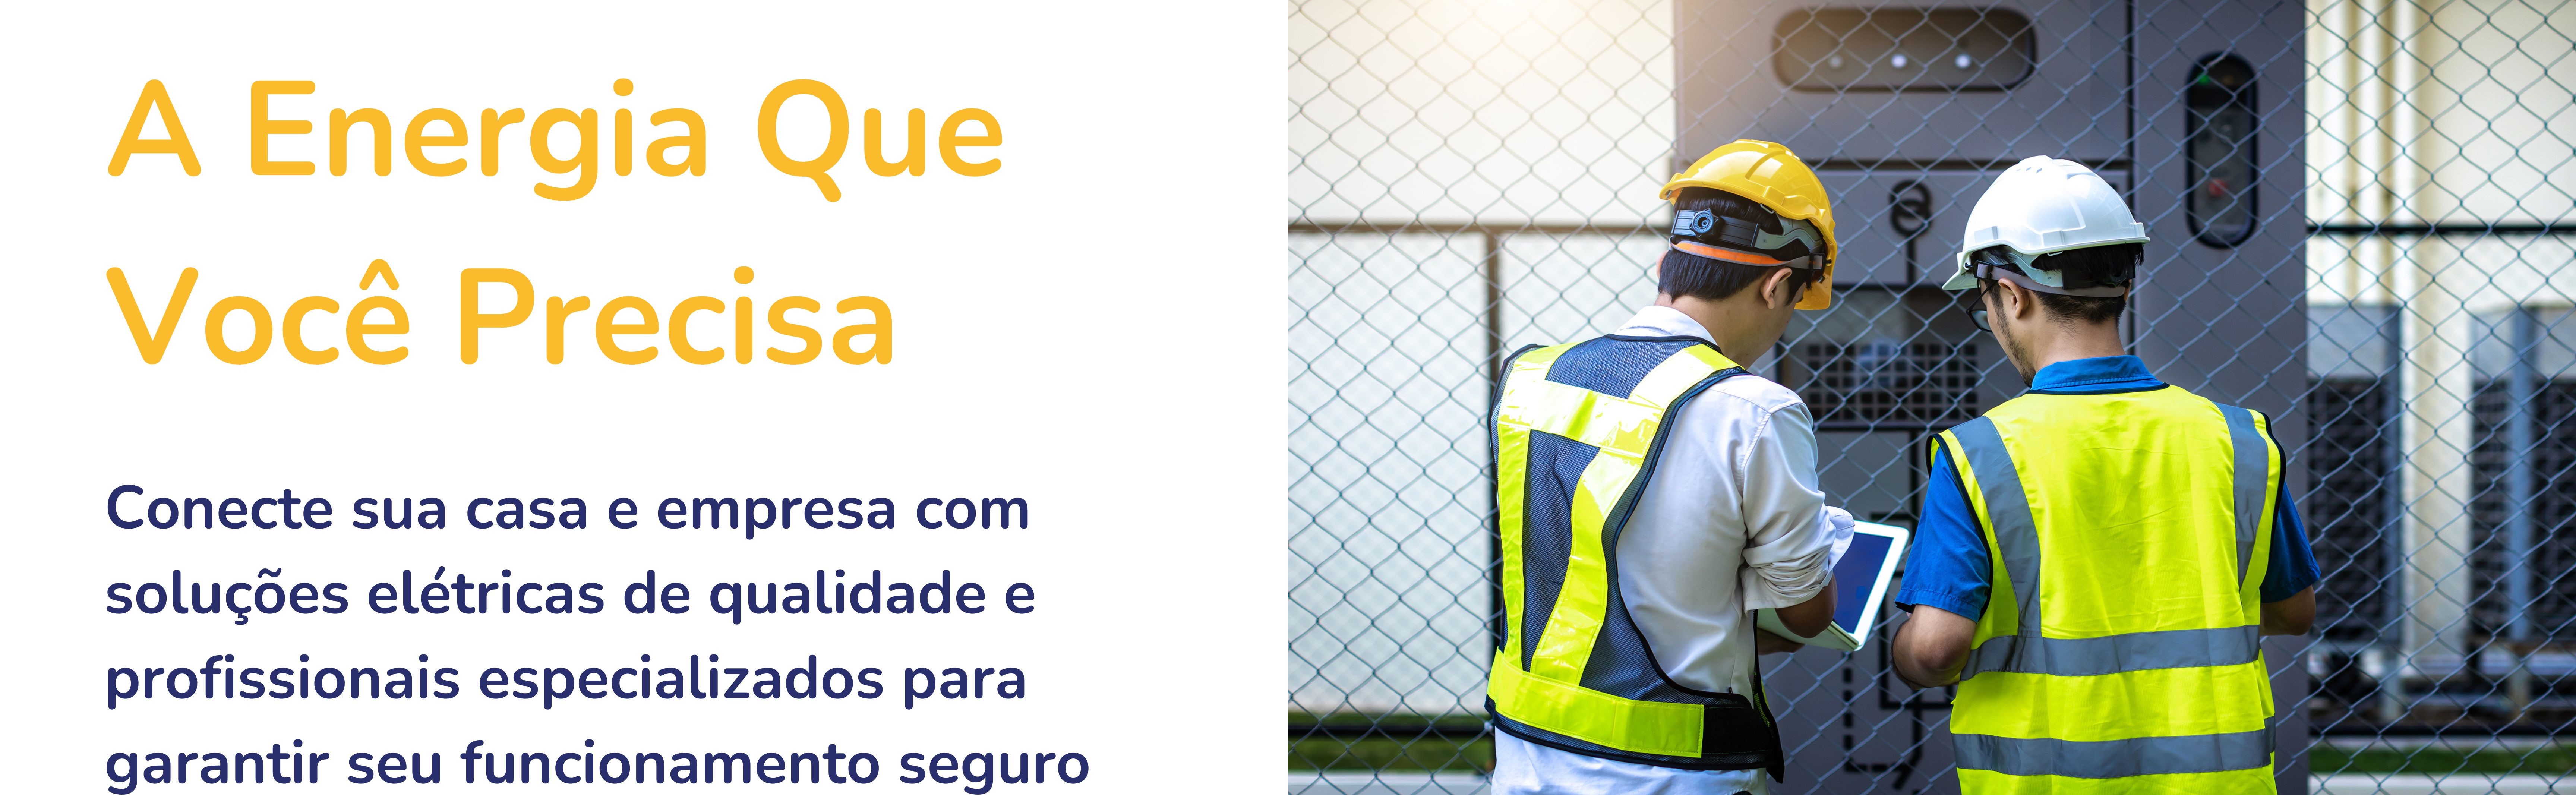 A Energia Que
Você Precisa
Conecte sua casa e empresa com
soluções elétricas de qualidade e
profissionais especializados para
garantir seu funcionamento seguro